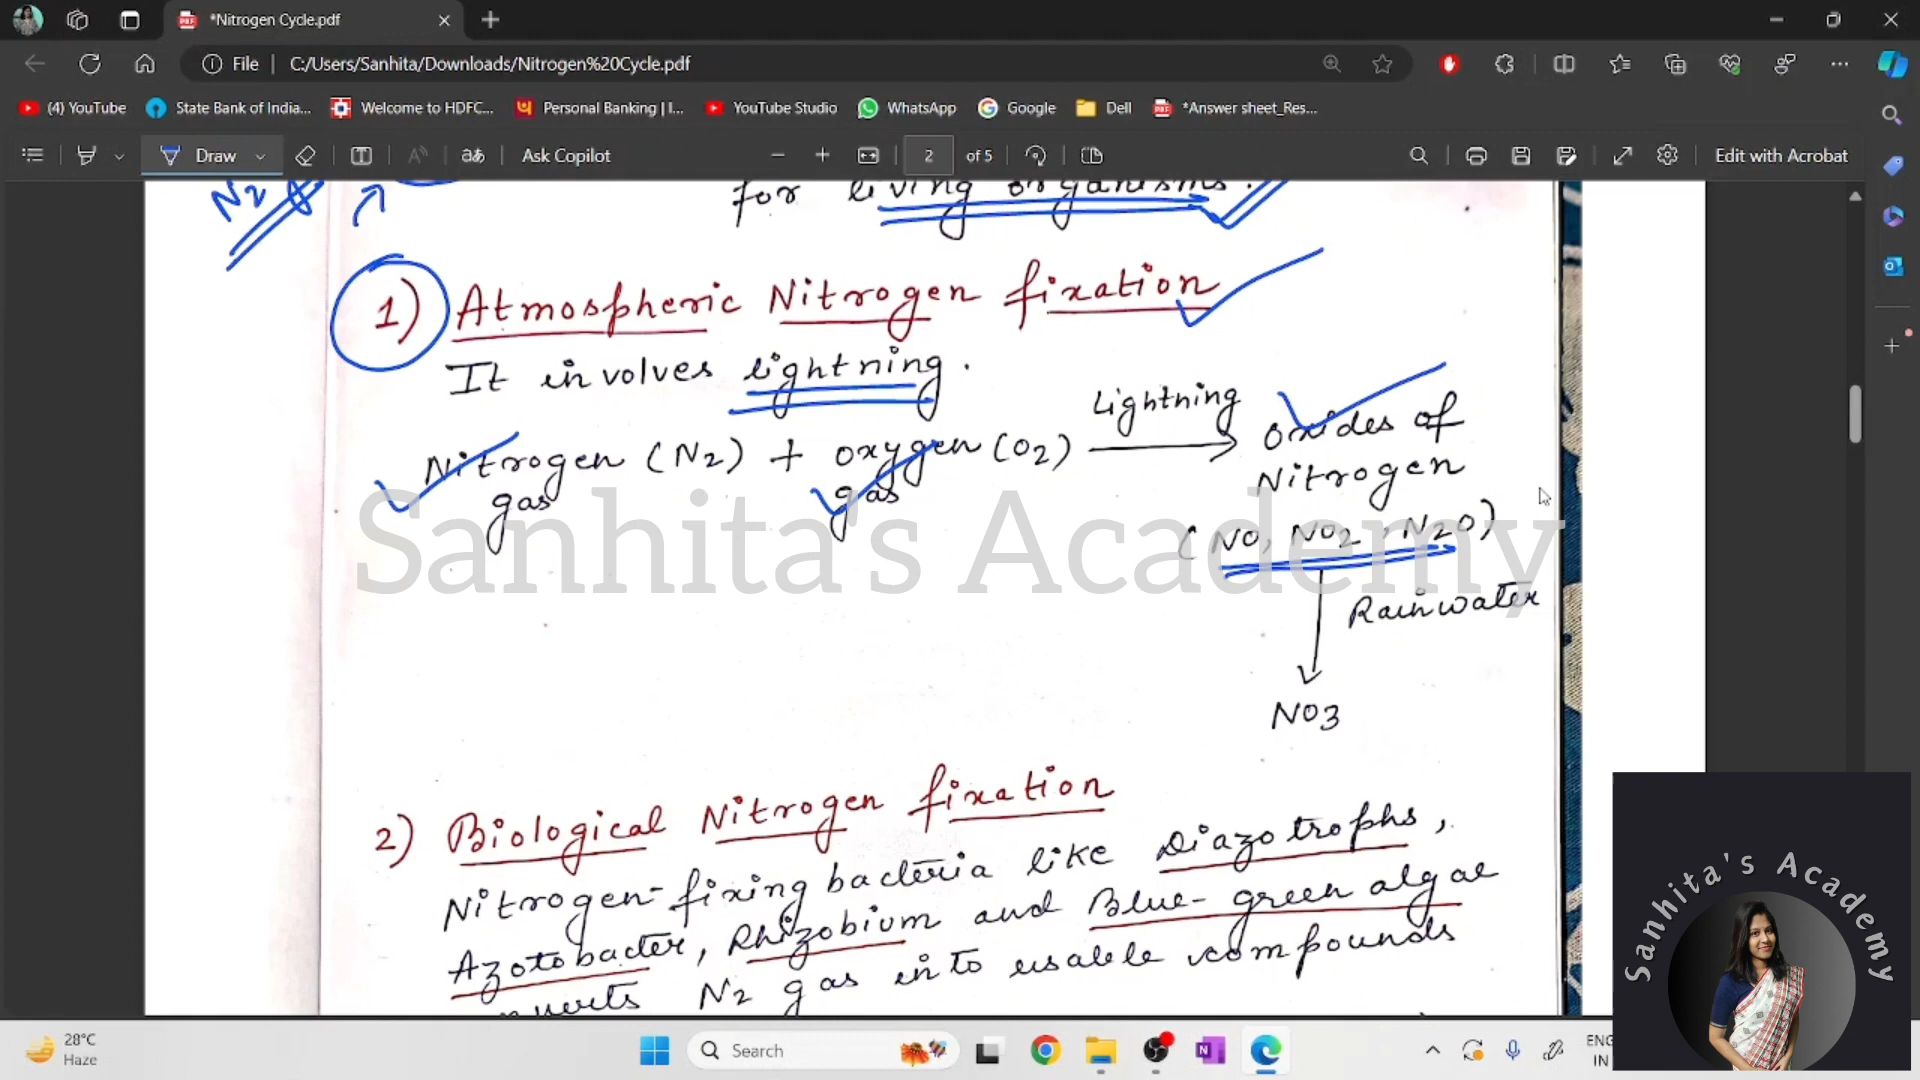 *Nitrogen Cycle.pdf
File
C:/Users/Sanhita/Downloads/Nitrogen%20Cycle.pdf
(4) YouTube
State Bank of India...
Welcome to HDFC...
Personal Banking | I...
YouTube Studio
WhatsApp
Google
Dell
*Answer sheet_Res...
Draw
aあ
Ask Copilot
2
of 5
Edit with Acrobat
N2
for living organisms.
1) Atmospheric Nitrogen fixation
It involves lightning.
Nitrogen (N2) + oxygen (O2)
gas
gas
Lightning
Oxides of
Nitrogen
(NO, NO2, N2O)
Rainwater
NO3
Sanhita's Academy
2) Biological Nitrogen fixation
Nitrogen-fixing bacteria like Diazotrophs,
Azotobacter, Rhizobium and Blue-green algae
N2 gas into usable compounds
Sanhita's Academy
28°C
Haze
Search
ENG
IN